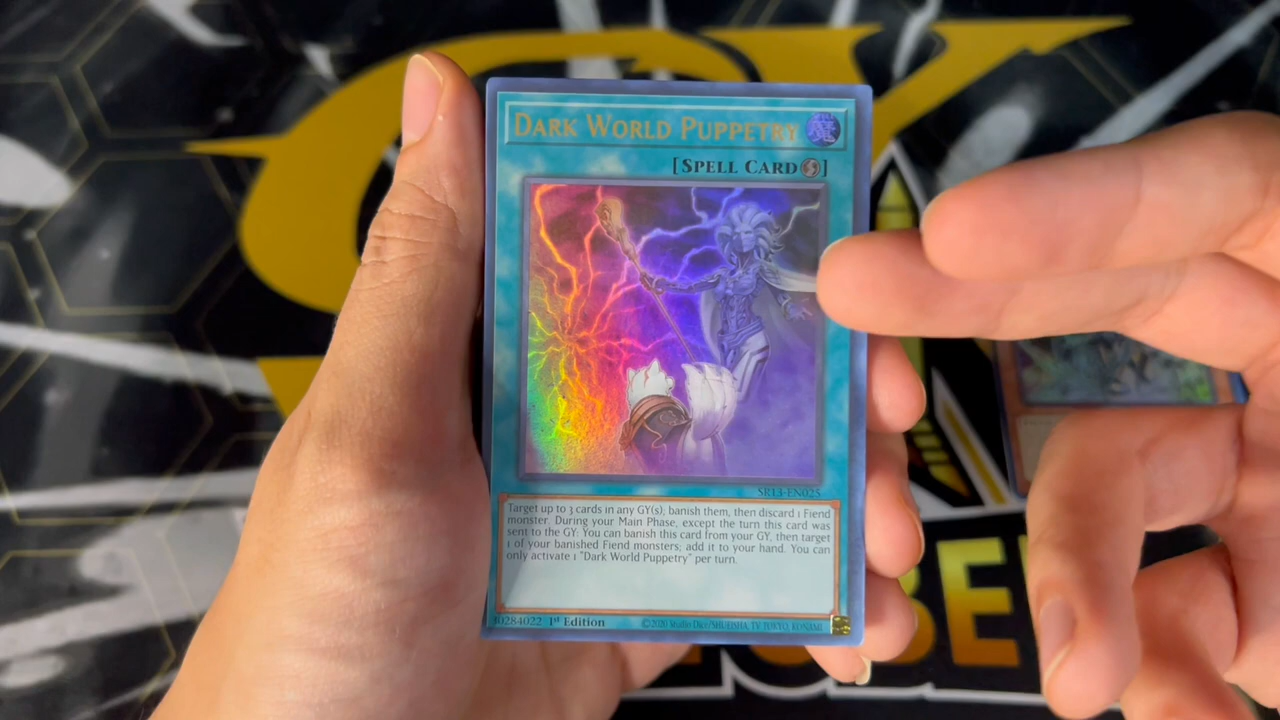 DARK WORLD PUPPETRY 魔
[SPELL CARD]
SR13-EN025
Target up to 3 cards in any GY(s); banish them, then discard 1 Fiend
monster. During your Main Phase, except the turn this card was
sent to the GY: You can banish this card from your GY, then target
1 of your banished Fiend monsters; add it to your hand. You can
only activate 1 "Dark World Puppetry" per turn.
40284022 1st Edition
©2020 Studio Dice/SHUEISHA, TV TOKYO, KONAMI